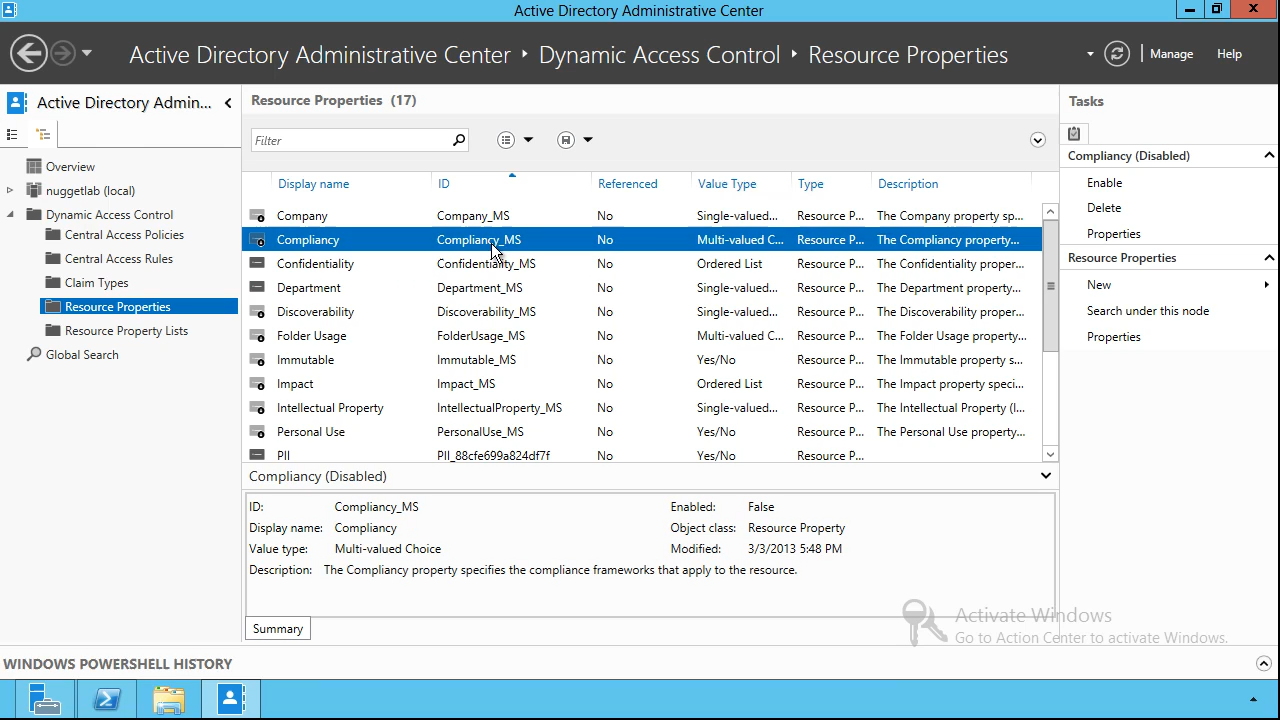 Active Directory Administrative Center
Active Directory Administrative Center • Dynamic Access Control • Resource Properties
Manage
Help
Active Directory Admin...
Overview
nuggetlab (local)
Dynamic Access Control
Central Access Policies
Central Access Rules
Claim Types
Resource Properties
Resource Property Lists
Global Search
Resource Properties (17)
Filter
Display name ID Referenced Value Type Type Description
Company Company_MS No Single-valued... Resource P... The Company property sp...
Compliancy Compliancy_MS No Multi-valued C... Resource P... The Compliancy property...
Confidentiality Confidentiality_MS No Ordered List Resource P... The Confidentiality proper...
Department Department_MS No Single-valued... Resource P... The Department property...
Discoverability Discoverability_MS No Single-valued... Resource P... The Discoverability proper...
Folder Usage FolderUsage_MS No Multi-valued C... Resource P... The Folder Usage property...
Immutable Immutable_MS No Yes/No Resource P... The Immutable property s...
Impact Impact_MS No Ordered List Resource P... The Impact property speci...
Intellectual Property IntellectualProperty_MS No Single-valued... Resource P... The Intellectual Property (I...
Personal Use PersonalUse_MS No Yes/No Resource P... The Personal Use property...
PII PII_88cfe699a824df7f No Yes/No Resource P...
Compliancy (Disabled)
ID: Compliancy_MS Enabled: False
Display name: Compliancy Object class: Resource Property
Value type: Multi-valued Choice Modified: 3/3/2013 5:48 PM
Description: The Compliancy property specifies the compliance frameworks that apply to the resource.
Summary
Tasks
Compliancy (Disabled)
Enable
Delete
Properties
Resource Properties
New
Search under this node
Properties
Activate Windows
Go to Action Center to activate Windows.
WINDOWS POWERSHELL HISTORY